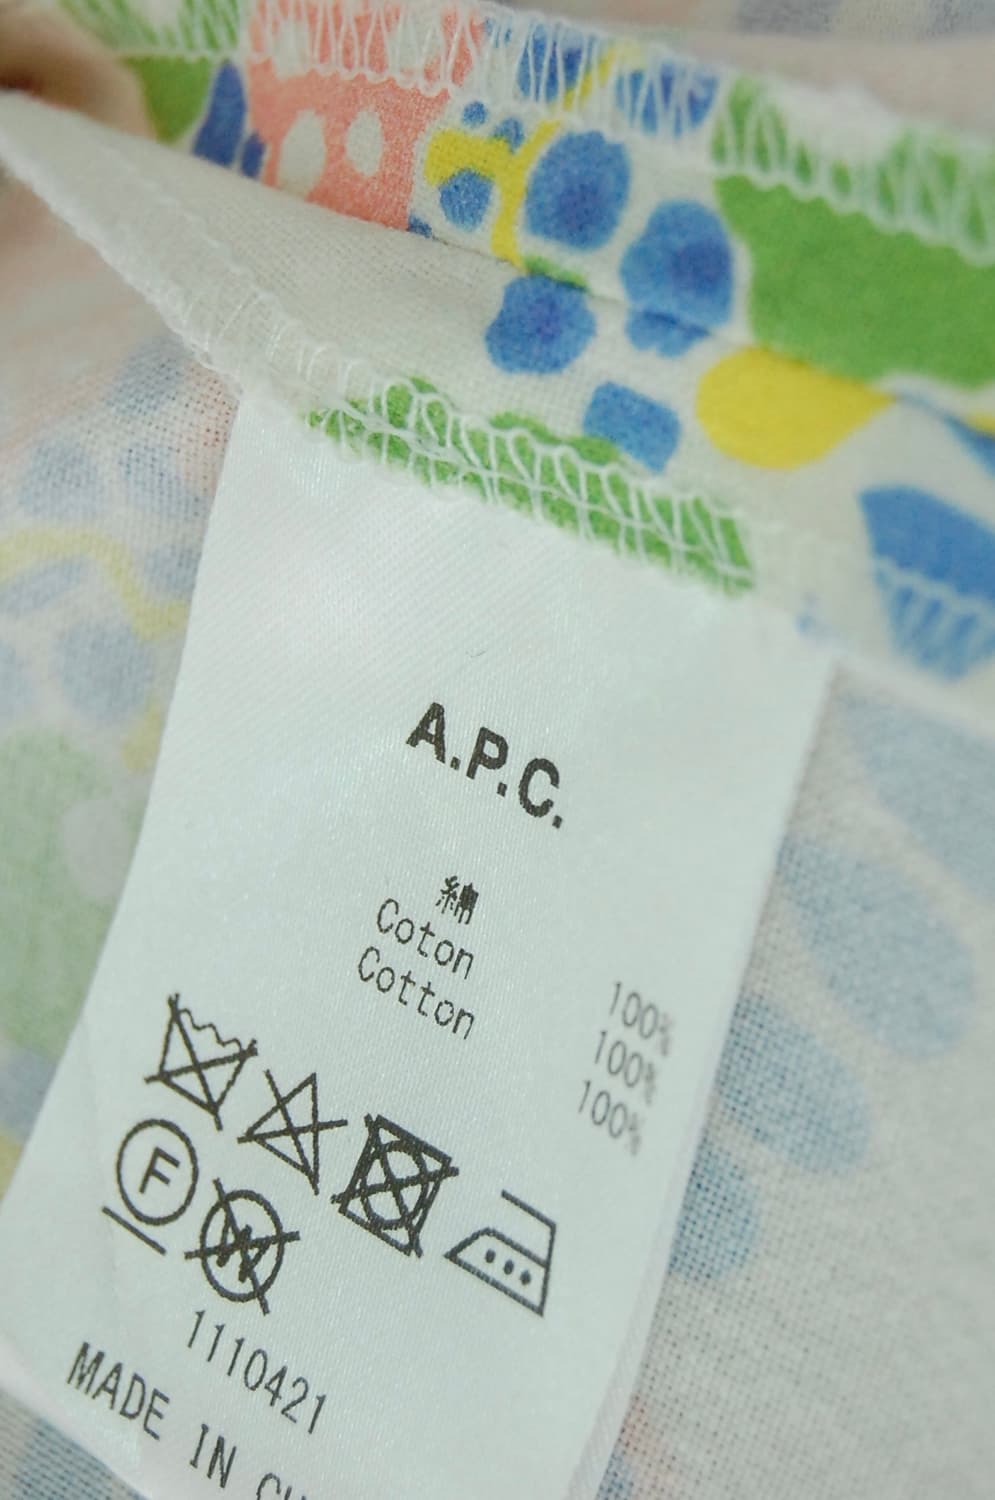 A.P.C.
綿 100%
Coton 100%
Cotton 100%
F
W
1110421
MADE IN